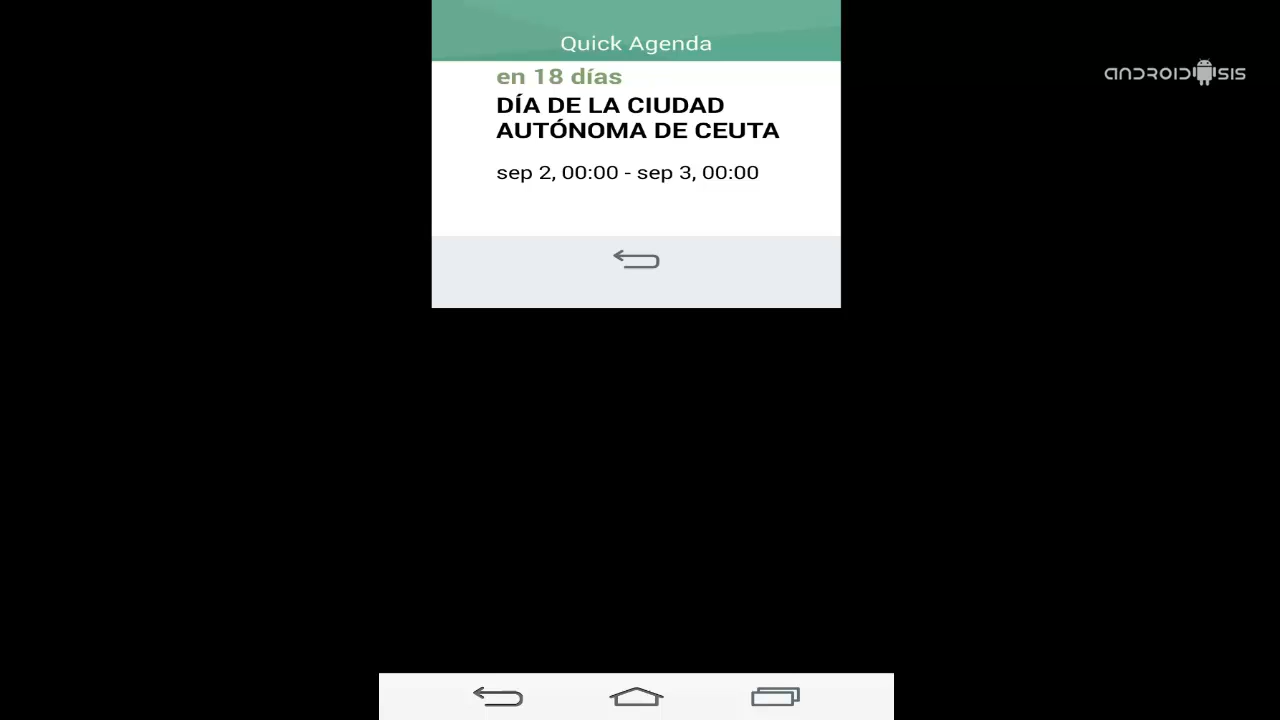 Quick Agenda
en 18 días
DÍA DE LA CIUDAD
AUTÓNOMA DE CEUTA
sep 2, 00:00 - sep 3, 00:00
ANDROIDSIS